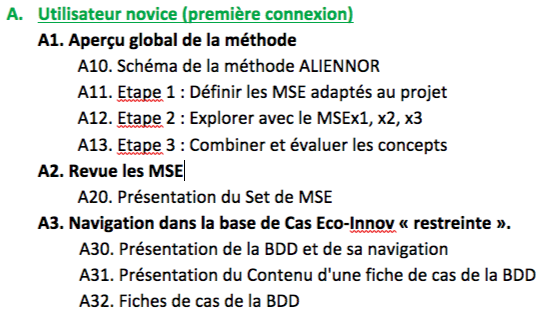 A. Utilisateur novice (première connexion)
A1. Aperçu global de la méthode
A10. Schéma de la méthode ALIENNOR
A11. Etape 1 : Définir les MSE adaptés au projet
A12. Etape 2 : Explorer avec le MSEx1, x2, x3
A13. Etape 3 : Combiner et évaluer les concepts
A2. Revue les MSE
A20. Présentation du Set de MSE
A3. Navigation dans la base de Cas Eco-Innov « restreinte ».
A30. Présentation de la BDD et de sa navigation
A31. Présentation du Contenu d'une fiche de cas de la BDD
A32. Fiches de cas de la BDD